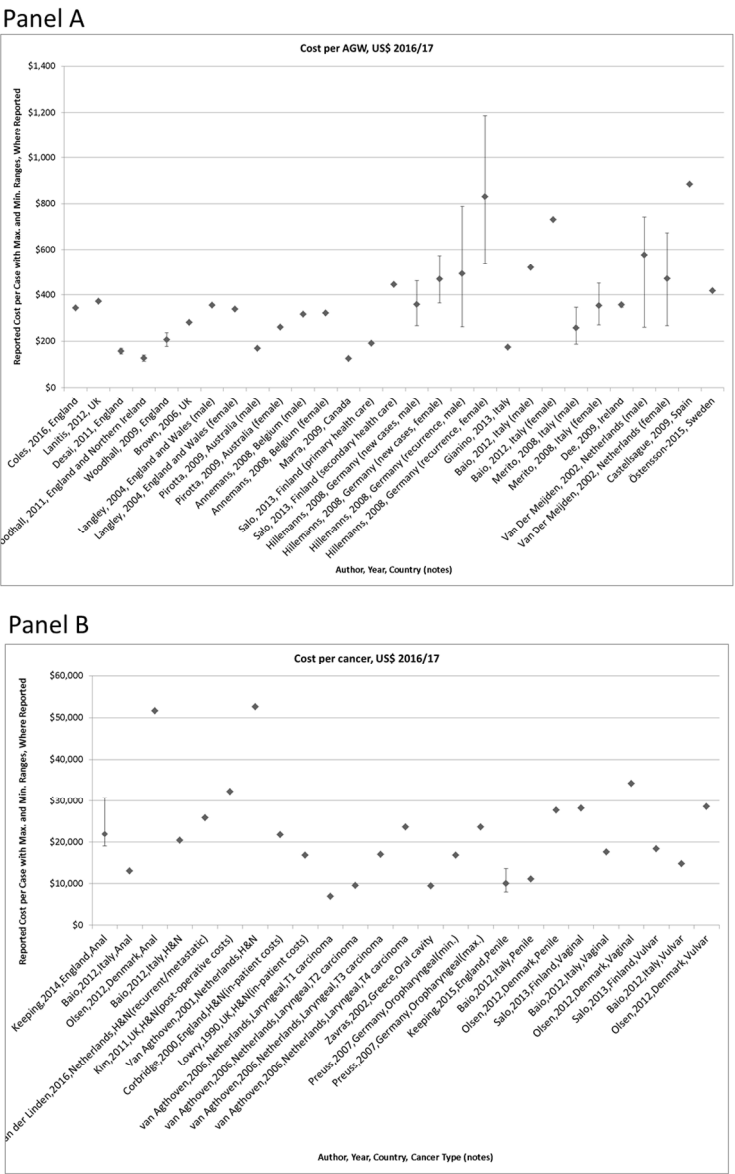 Panel A
Cost per AGW, US$ 2016/17
Reported Cost per Case with Max. and Min. Ranges, Where Reported
$1,400
$1,200
$1,000
$800
$600
$400
$200
$0
Coles, 2016, England
Lanitis, 2012, UK
Desai, 2011, England
oodhall, 2011, England and Northern Ireland
Woodhall, 2009, England
Brown, 2006, UK
Langley, 2004, England and Wales (male)
Langley, 2004, England and Wales (female)
Pirotta, 2009, Australia (male)
Pirotta, 2009, Australia (female)
Annemans, 2008, Belgium (male)
Annemans, 2008, Belgium (female)
Marra, 2009, Canada
Salo, 2013, Finland (primary health care)
Salo, 2013, Finland (secondary health care)
Hillemanns, 2008, Germany (new cases, male)
Hillemanns, 2008, Germany (new cases, female)
Hillemanns, 2008, Germany (recurrence, male)
Hillemanns, 2008, Germany (recurrence, female)
Gianino, 2013, Italy
Baio, 2012, Italy (male)
Baio, 2012, Italy (female)
Merito, 2008, Italy (male)
Merito, 2008, Italy (female)
Dee, 2009, Ireland
Van Der Meijden, 2002, Netherlands (male)
Van Der Meijden, 2002, Netherlands (female)
Castellsague, 2009, Spain
Östensson-2015, Sweden
Author, Year, Country (notes)
Panel B
Cost per cancer, US$ 2016/17
Reported Cost per Case with Max. and Min. Ranges, Where Reported
$60,000
$50,000
$40,000
$30,000
$20,000
$10,000
$0
Keeping,2014,England,Anal
Baio,2012,Italy,Anal
Olsen,2012,Denmark,Anal
Baio,2012,Italy,H&N
an der Linden,2016,Netherlands,H&N(recurrent/metastatic)
Kim,2011,UK,H&N(post-operative costs)
Van Agthoven,2001,Netherlands,H&N
Corbridge,2000,England,H&N(in-patient costs)
Lowry,1990,UK,H&N(in-patient costs)
van Agthoven,2006,Netherlands,Laryngeal,T1 carcinoma
van Agthoven,2006,Netherlands,Laryngeal,T2 carcinoma
van Agthoven,2006,Netherlands,Laryngeal,T3 carcinoma
van Agthoven,2006,Netherlands,Laryngeal,T4 carcinoma
Zavras,2002,Greece,Oral cavity
Preuss,2007,Germany,Oropharyngeal(min.)
Preuss,2007,Germany,Oropharyngeal(max.)
Keeping,2015,England,Penile
Baio,2012,Italy,Penile
Olsen,2012,Denmark,Penile
Salo,2013,Finland,Vaginal
Baio,2012,Italy,Vaginal
Olsen,2012,Denmark,Vaginal
Salo,2013,Finland,Vulvar
Baio,2012,Italy,Vulvar
Olsen,2012,Denmark,Vulvar
Author, Year, Country, Cancer Type (notes)